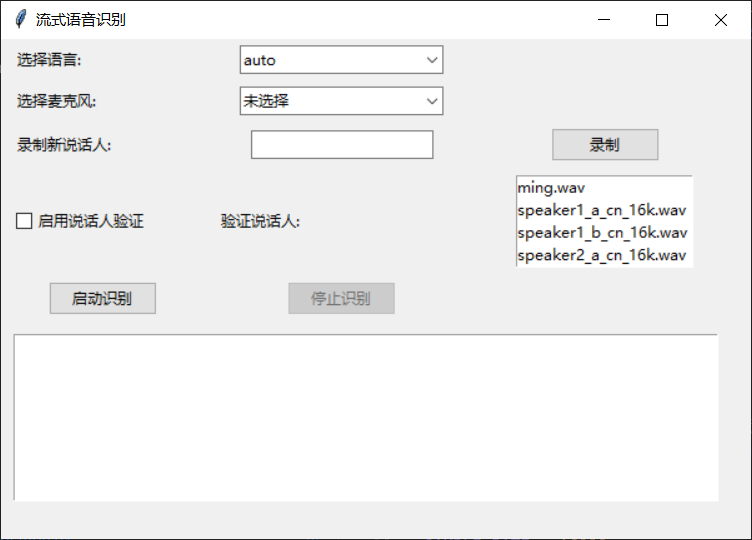 流式语音识别
选择语言:
auto
选择麦克风:
未选择
录制新说话人:
录制
启用说话人验证
验证说话人:
ming.wav
speaker1_a_cn_16k.wav
speaker1_b_cn_16k.wav
speaker2_a_cn_16k.wav
启动识别
停止识别